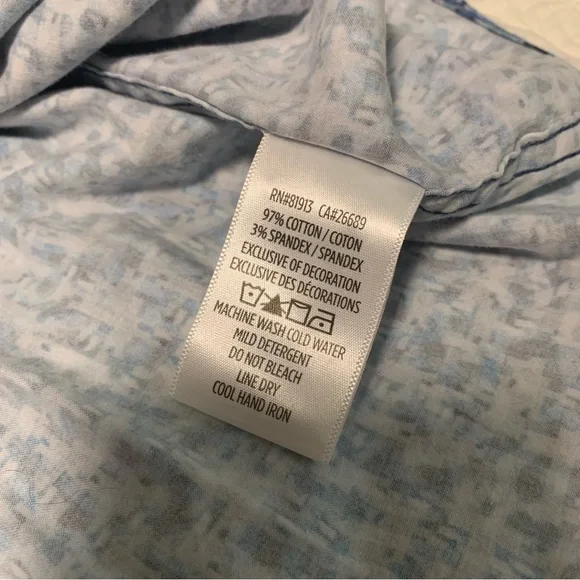 RN#81913 CA#26689
97% COTTON / COTON
3% SPANDEX / SPANDEX
EXCLUSIVE OF DECORATION
EXCLUSIVE DES DÉCORATIONS
MACHINE WASH COLD WATER
MILD DETERGENT
DO NOT BLEACH
LINE DRY
COOL HAND IRON